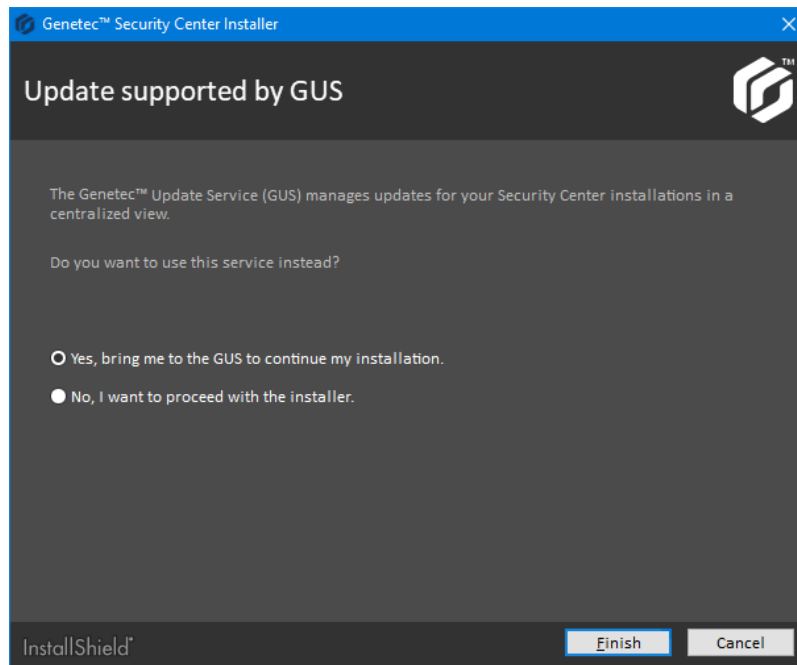 Genetec™ Security Center Installer
Update supported by GUS
TM
The Genetec™ Update Service (GUS) manages updates for your Security Center installations in a
centralized view.
Do you want to use this service instead?
Yes, bring me to the GUS to continue my installation.
No, I want to proceed with the installer.
InstallShield®
Finish
Cancel